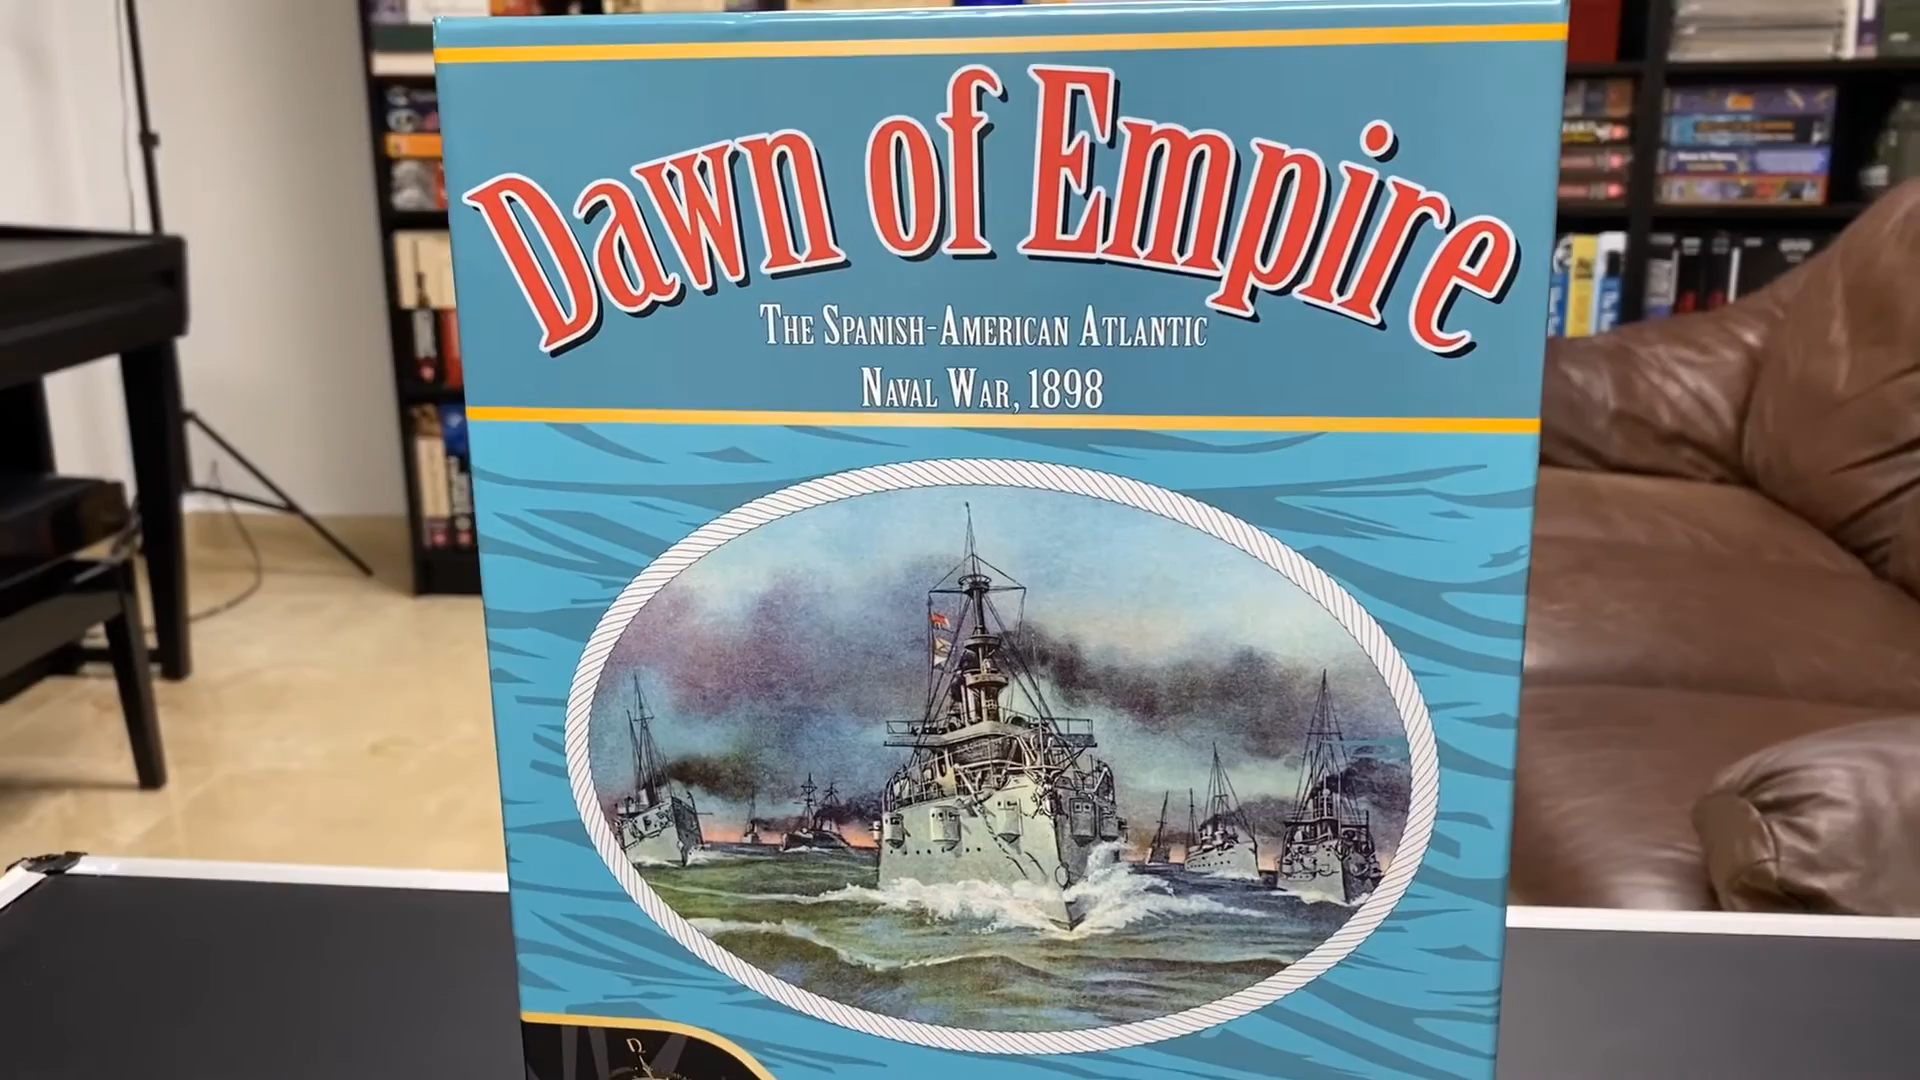 Dawn of Empire
The Spanish-American Atlantic
Naval War, 1898